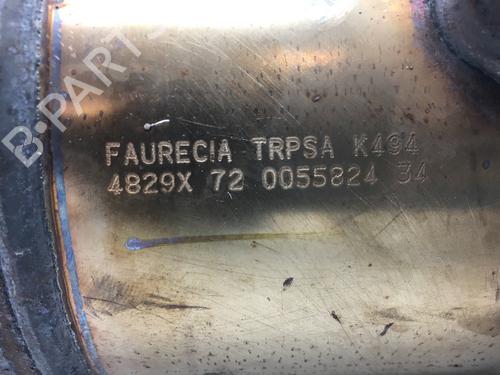 B-PARTS
FAURECIA TRPSA K494
4829X 72 0055824 34